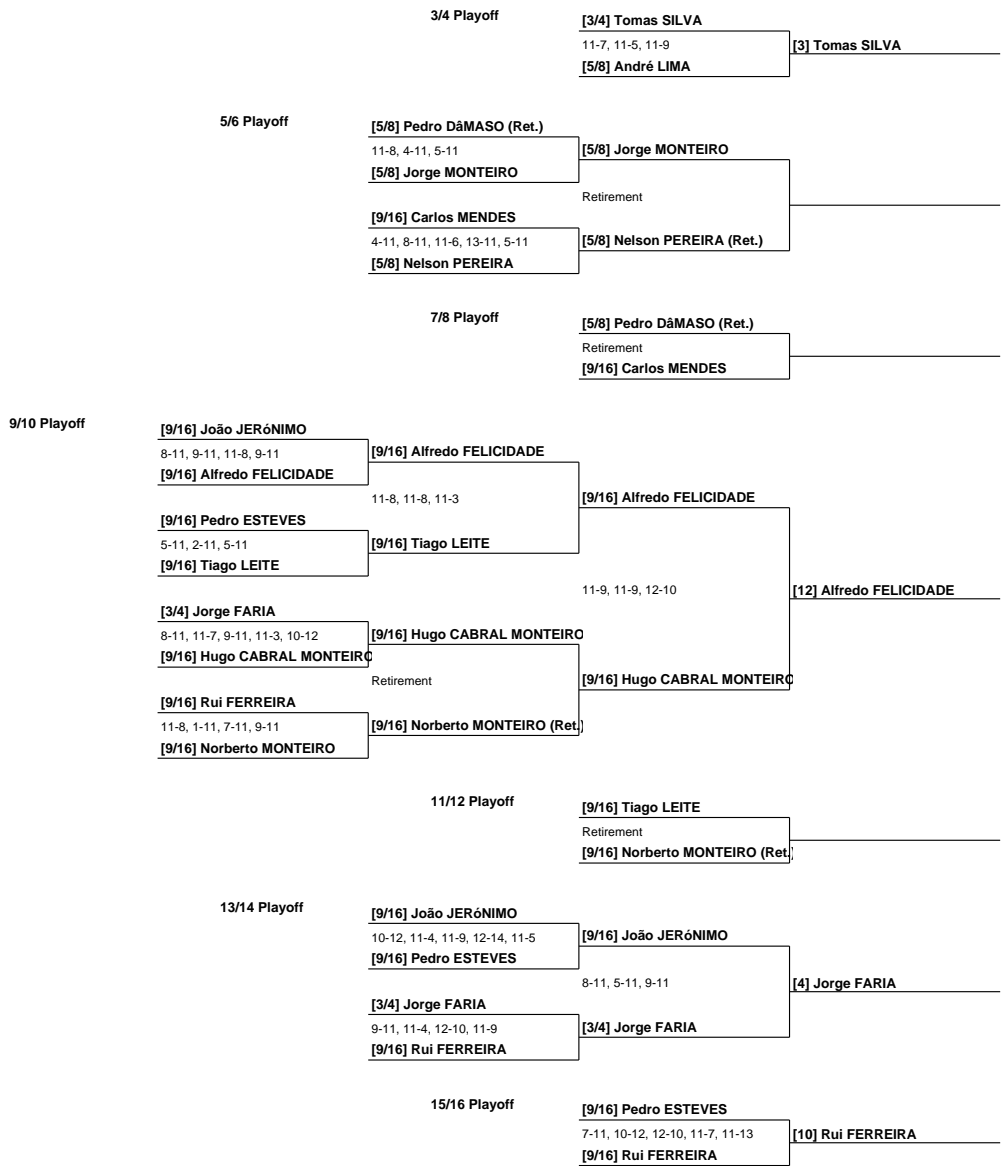 3/4 Playoff
[3/4] Tomas SILVA
11-7, 11-5, 11-9
[3] Tomas SILVA
[5/8] André LIMA
5/6 Playoff
[5/8] Pedro DâMASO (Ret.)
11-8, 4-11, 5-11
[5/8] Jorge MONTEIRO
[5/8] Jorge MONTEIRO
Retirement
[9/16] Carlos MENDES
4-11, 8-11, 11-6, 13-11, 5-11
[5/8] Nelson PEREIRA (Ret.)
[5/8] Nelson PEREIRA
7/8 Playoff
[5/8] Pedro DâMASO (Ret.)
Retirement
[9/16] Carlos MENDES
9/10 Playoff
[9/16] João JERóNIMO
8-11, 9-11, 11-8, 9-11
[9/16] Alfredo FELICIDADE
[9/16] Alfredo FELICIDADE
11-8, 11-8, 11-3
[9/16] Alfredo FELICIDADE
[9/16] Pedro ESTEVES
5-11, 2-11, 5-11
[9/16] Tiago LEITE
[9/16] Tiago LEITE
11-9, 11-9, 12-10
[12] Alfredo FELICIDADE
[3/4] Jorge FARIA
8-11, 11-7, 9-11, 11-3, 10-12
[9/16] Hugo CABRAL MONTEIRO
[9/16] Hugo CABRAL MONTEIRO
Retirement
[9/16] Hugo CABRAL MONTEIRO
[9/16] Rui FERREIRA
11-8, 1-11, 7-11, 9-11
[9/16] Norberto MONTEIRO (Ret.)
[9/16] Norberto MONTEIRO
11/12 Playoff
[9/16] Tiago LEITE
Retirement
[9/16] Norberto MONTEIRO (Ret.)
13/14 Playoff
[9/16] João JERóNIMO
10-12, 11-4, 11-9, 12-14, 11-5
[9/16] João JERóNIMO
[9/16] Pedro ESTEVES
8-11, 5-11, 9-11
[4] Jorge FARIA
[3/4] Jorge FARIA
9-11, 11-4, 12-10, 11-9
[3/4] Jorge FARIA
[9/16] Rui FERREIRA
15/16 Playoff
[9/16] Pedro ESTEVES
7-11, 10-12, 12-10, 11-7, 11-13
[10] Rui FERREIRA
[9/16] Rui FERREIRA